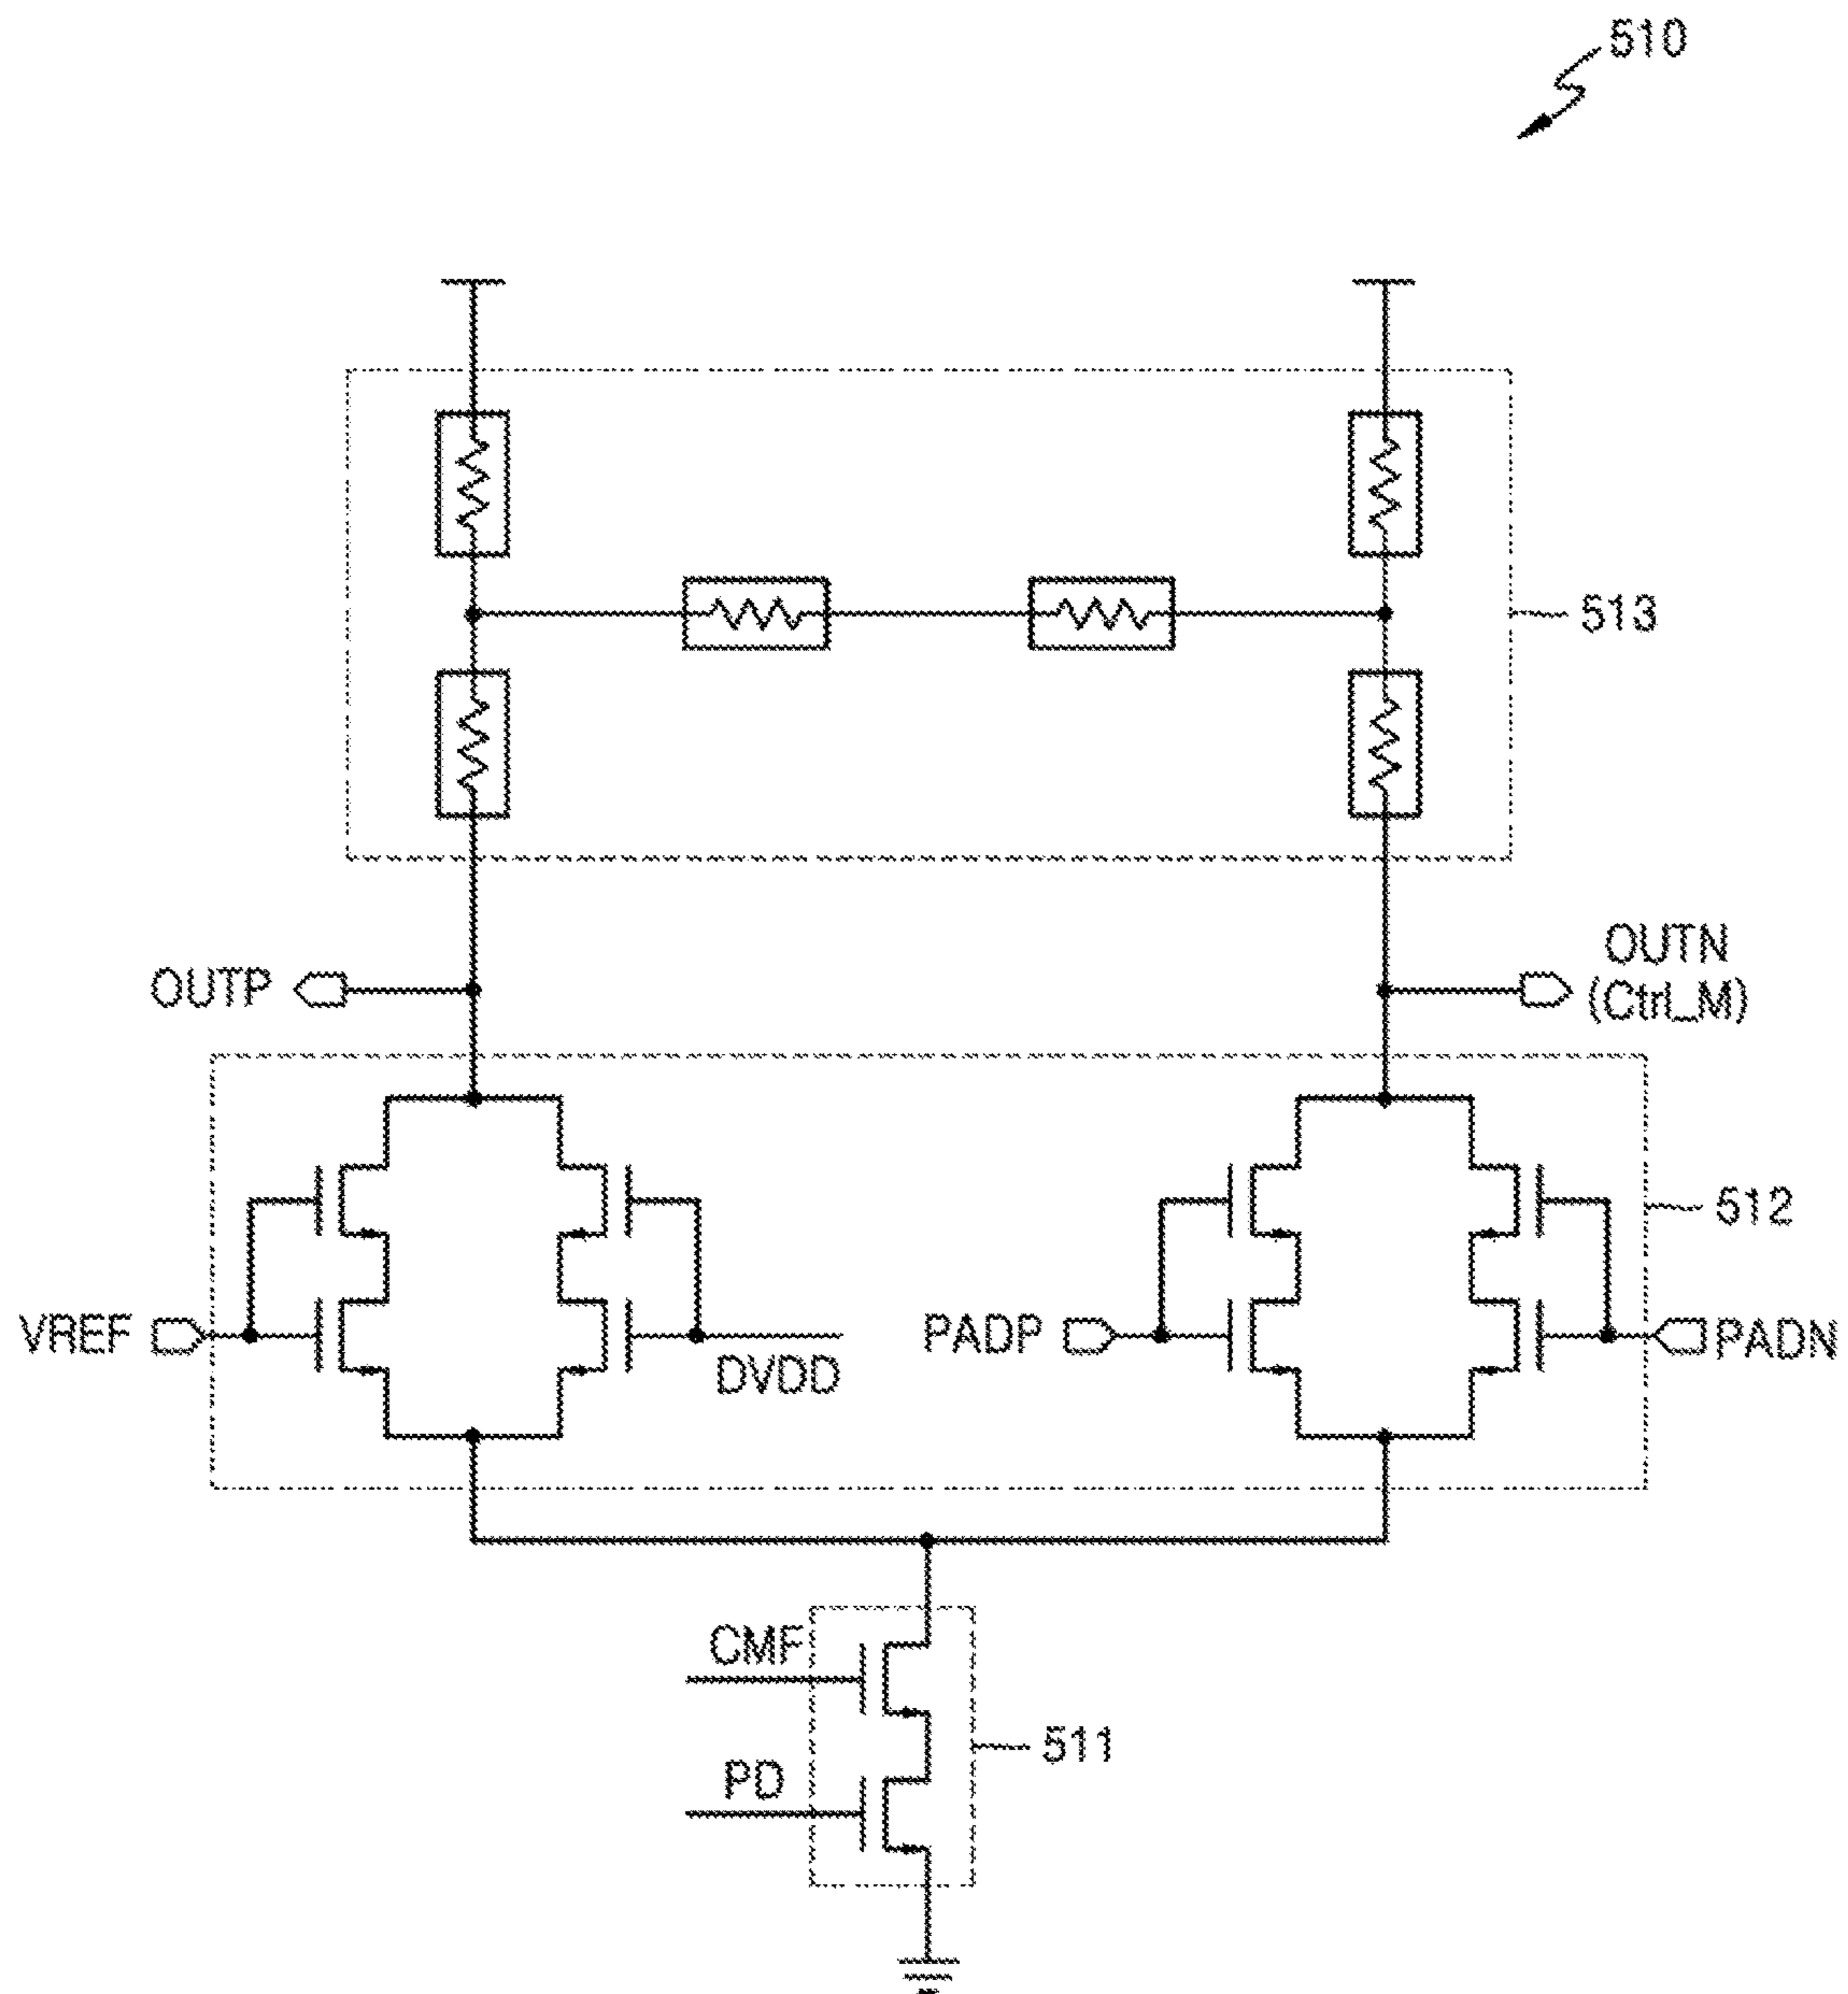 510
513
OUTP
OUTN
(Ctrl_M)
512
VREF
DVDD
PADP
PADN
CMF
511
PD